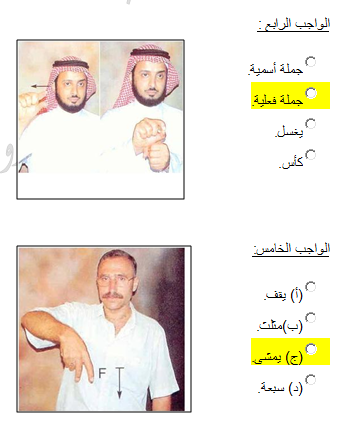 الواجب الرابع :
جملة أسمية.
جملة فعلية.
يغسل.
كأس.
الواجب الخامس:
(أ) يقف.
(ب)مثلث.
(ج) يمشي.
(د) سبعة.
F